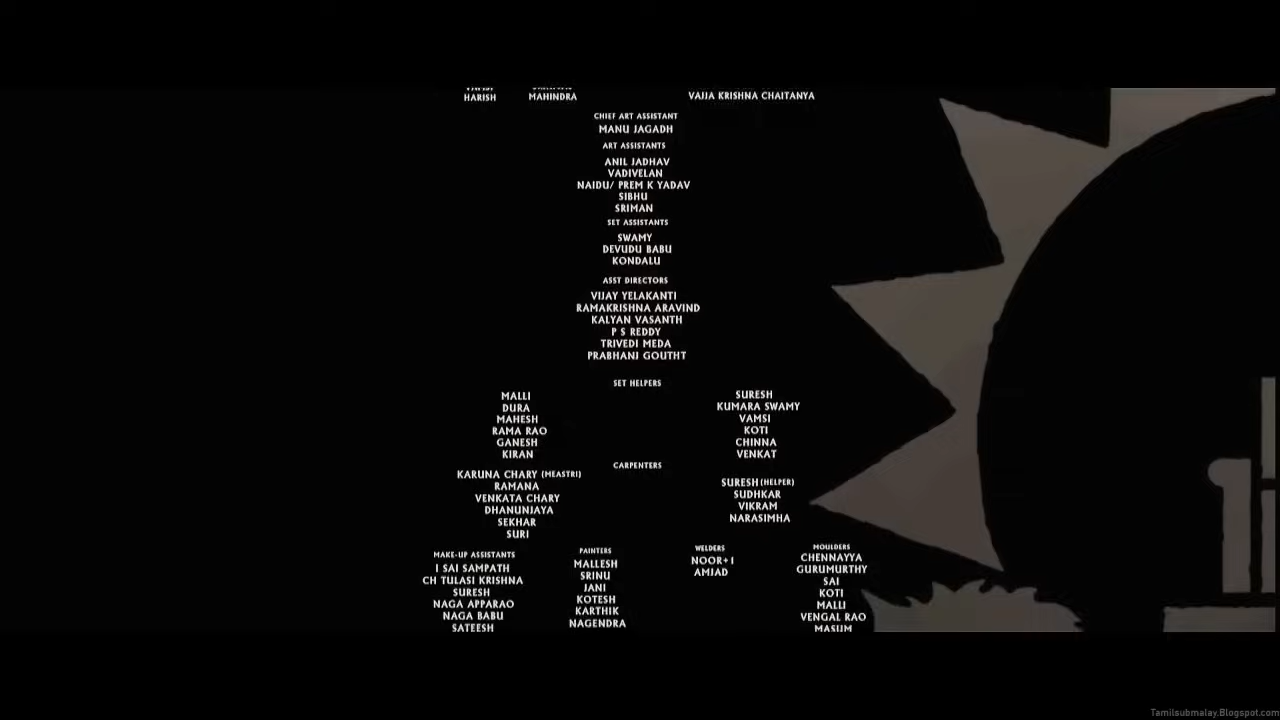 HARISH
MAHINDRA
VAJJA KRISHNA CHAITANYA
CHIEF ART ASSISTANT
MANU JAGADH
ART ASSISTANTS
ANIL JADHAV
VADIVELAN
NAIDU/ PREM K YADAV
SIBHU
SRIMAN
SET ASSISTANTS
SWAMY
DEVUDU BABU
KONDALU
ASST DIRECTORS
VIJAY YELAKANTI
RAMAKRISHNA ARAVIND
KALYAN VASANTH
P S REDDY
TRIVEDI MEDA
PRABHANJ GOUTHT
SET HELPERS
MALLI
DURA
MAHESH
RAMA RAO
GANESH
KIRAN
SURESH
KUMARA SWAMY
VAMSI
KOTI
CHINNA
VENKAT
CARPENTERS
KARUNA CHARY (MEASTRI)
RAMANA
VENKATA CHARY
DHANUNJAYA
SEKHAR
SURI
SURESH (HELPER)
SUDHKAR
VIKRAM
NARASIMHA
MAKE-UP ASSISTANTS
I SAI SAMPATH
CH TULASI KRISHNA
SURESH
NAGA APPARAO
NAGA BABU
SATEESH
PAINTERS
MALLESH
SRINU
JANI
KOTESH
KARTHIK
NAGENDRA
WELDERS
NOOR+1
AMJAD
MOULDERS
CHENNAYYA
GURUMURTHY
SAI
KOTI
MALLI
VENGAL RAO
MASUM
Tamilsubmalay.Blogspot.com